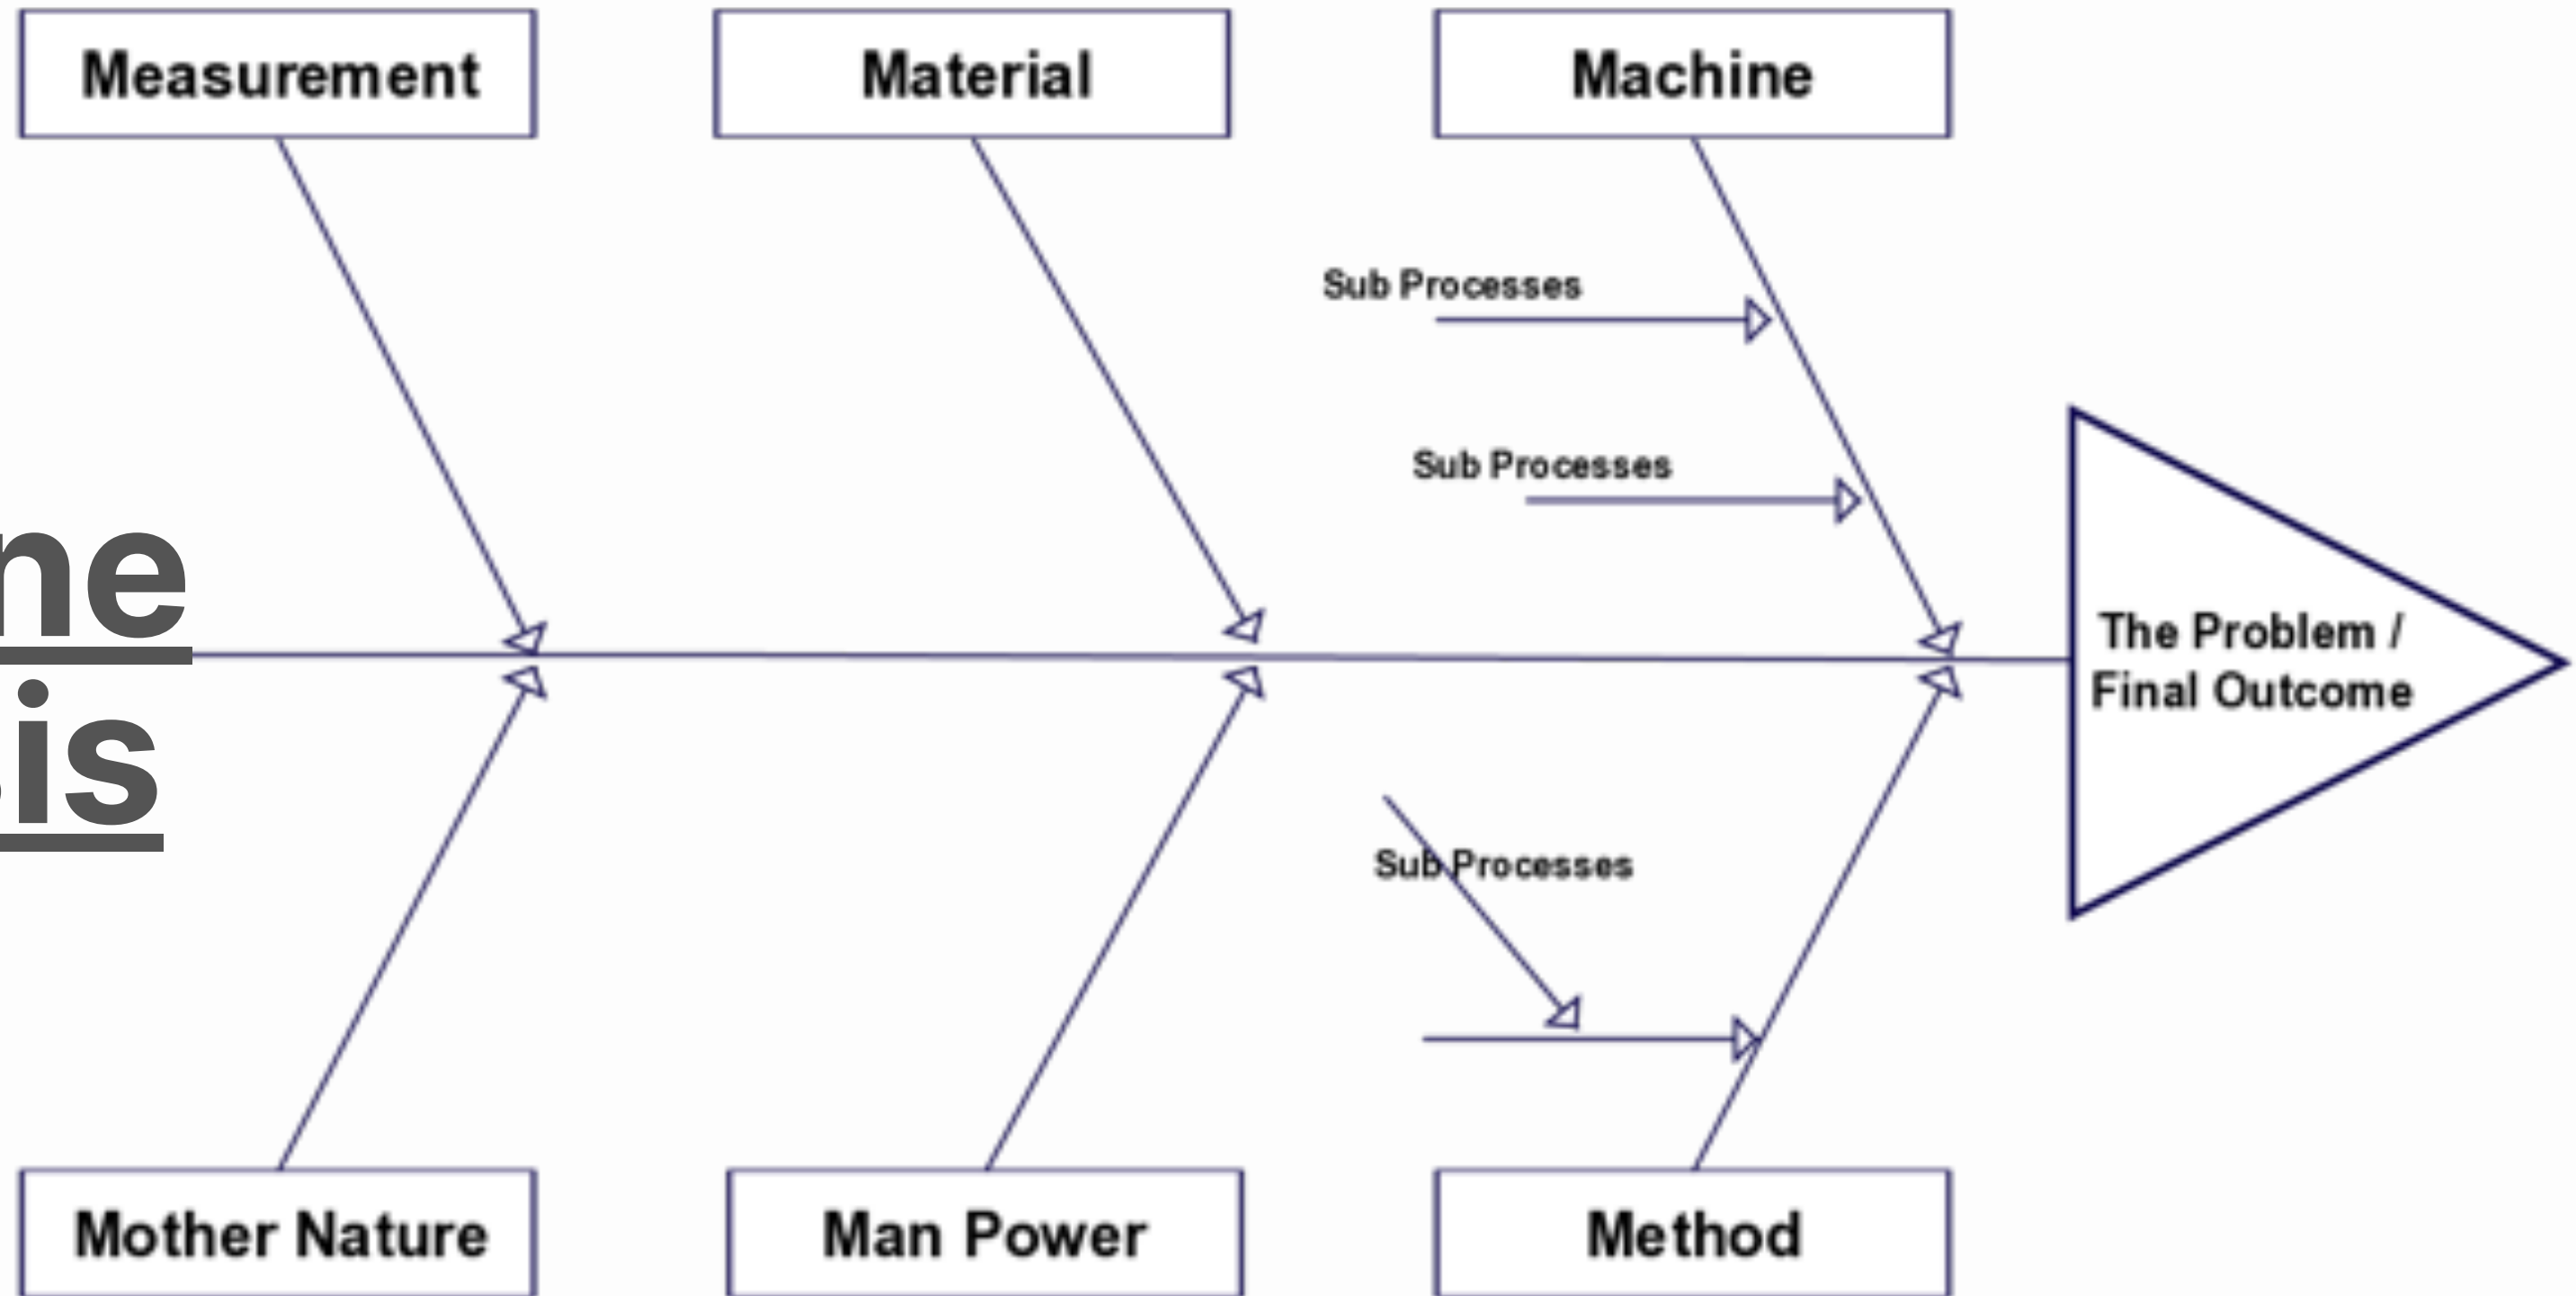 Measurement
Material
Machine
Sub Processes
Sub Processes
ne
sis
The Problem /
Final Outcome
Sub Processes
Mother Nature
Man Power
Method